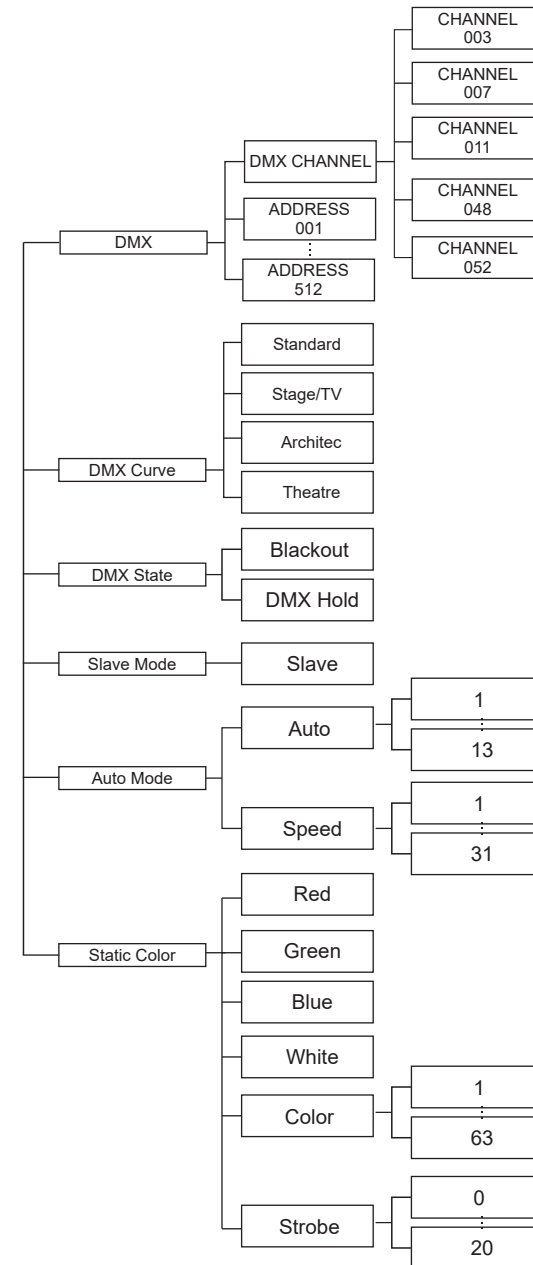 CHANNEL
003
CHANNEL
007
CHANNEL
011
CHANNEL
048
CHANNEL
052
DMX CHANNEL
ADDRESS
001
ADDRESS
512
DMX
Standard
Stage/TV
Architec
Theatre
DMX Curve
Blackout
DMX Hold
DMX State
Slave Mode
Slave
Auto Mode
Auto
1
13
Speed
1
31
Static Color
Red
Green
Blue
White
Color
1
63
Strobe
0
20